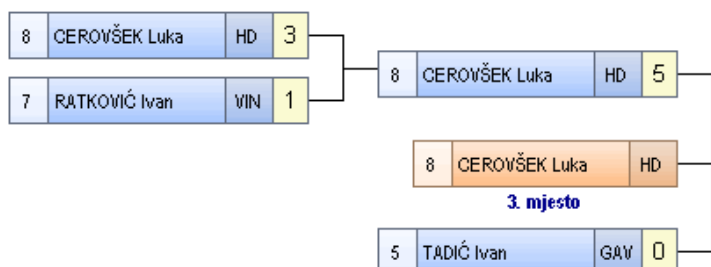 8 CEROVŠEK Luka HD 3
7 RATKOVIĆ Ivan VIN 1
8 CEROVŠEK Luka HD 5
8 CEROVŠEK Luka HD
3. mjesto
5 TADIĆ Ivan GAV 0